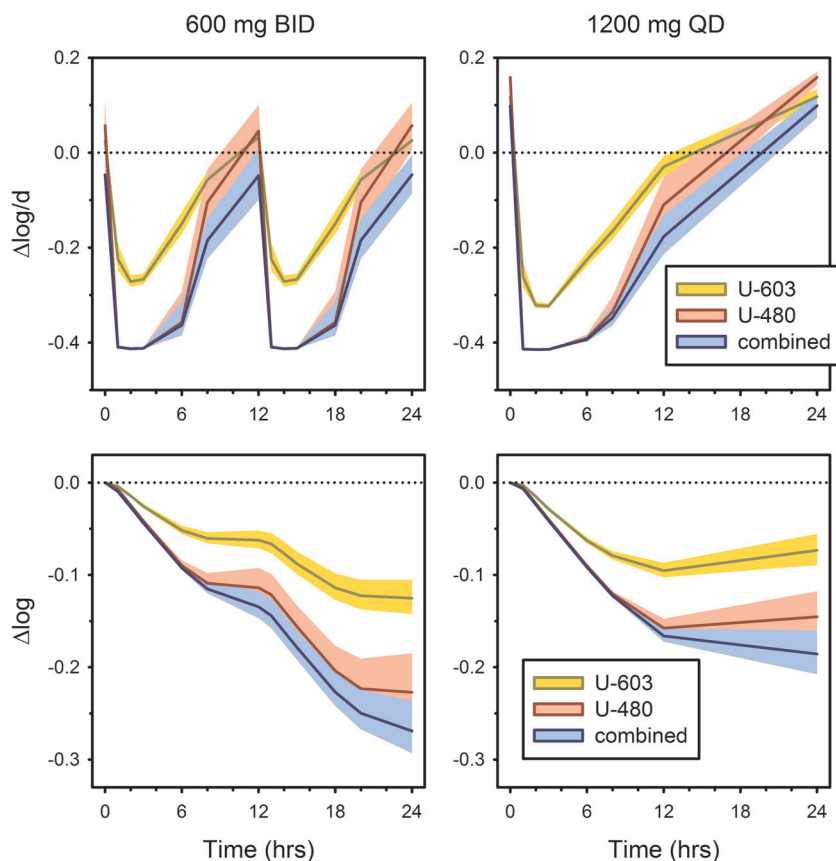 600 mg BID
1200 mg QD
Δlog/d
0.2
0.0
-0.2
-0.4
0 6 12 18 24
0.2
0.0
-0.2
-0.4
0 6 12 18 24
U-603
U-480
combined
Δlog
0.0
-0.1
-0.2
-0.3
0 6 12 18 24
Time (hrs)
0.0
-0.1
-0.2
-0.3
0 6 12 18 24
Time (hrs)
U-603
U-480
combined
U-603
U-480
combined